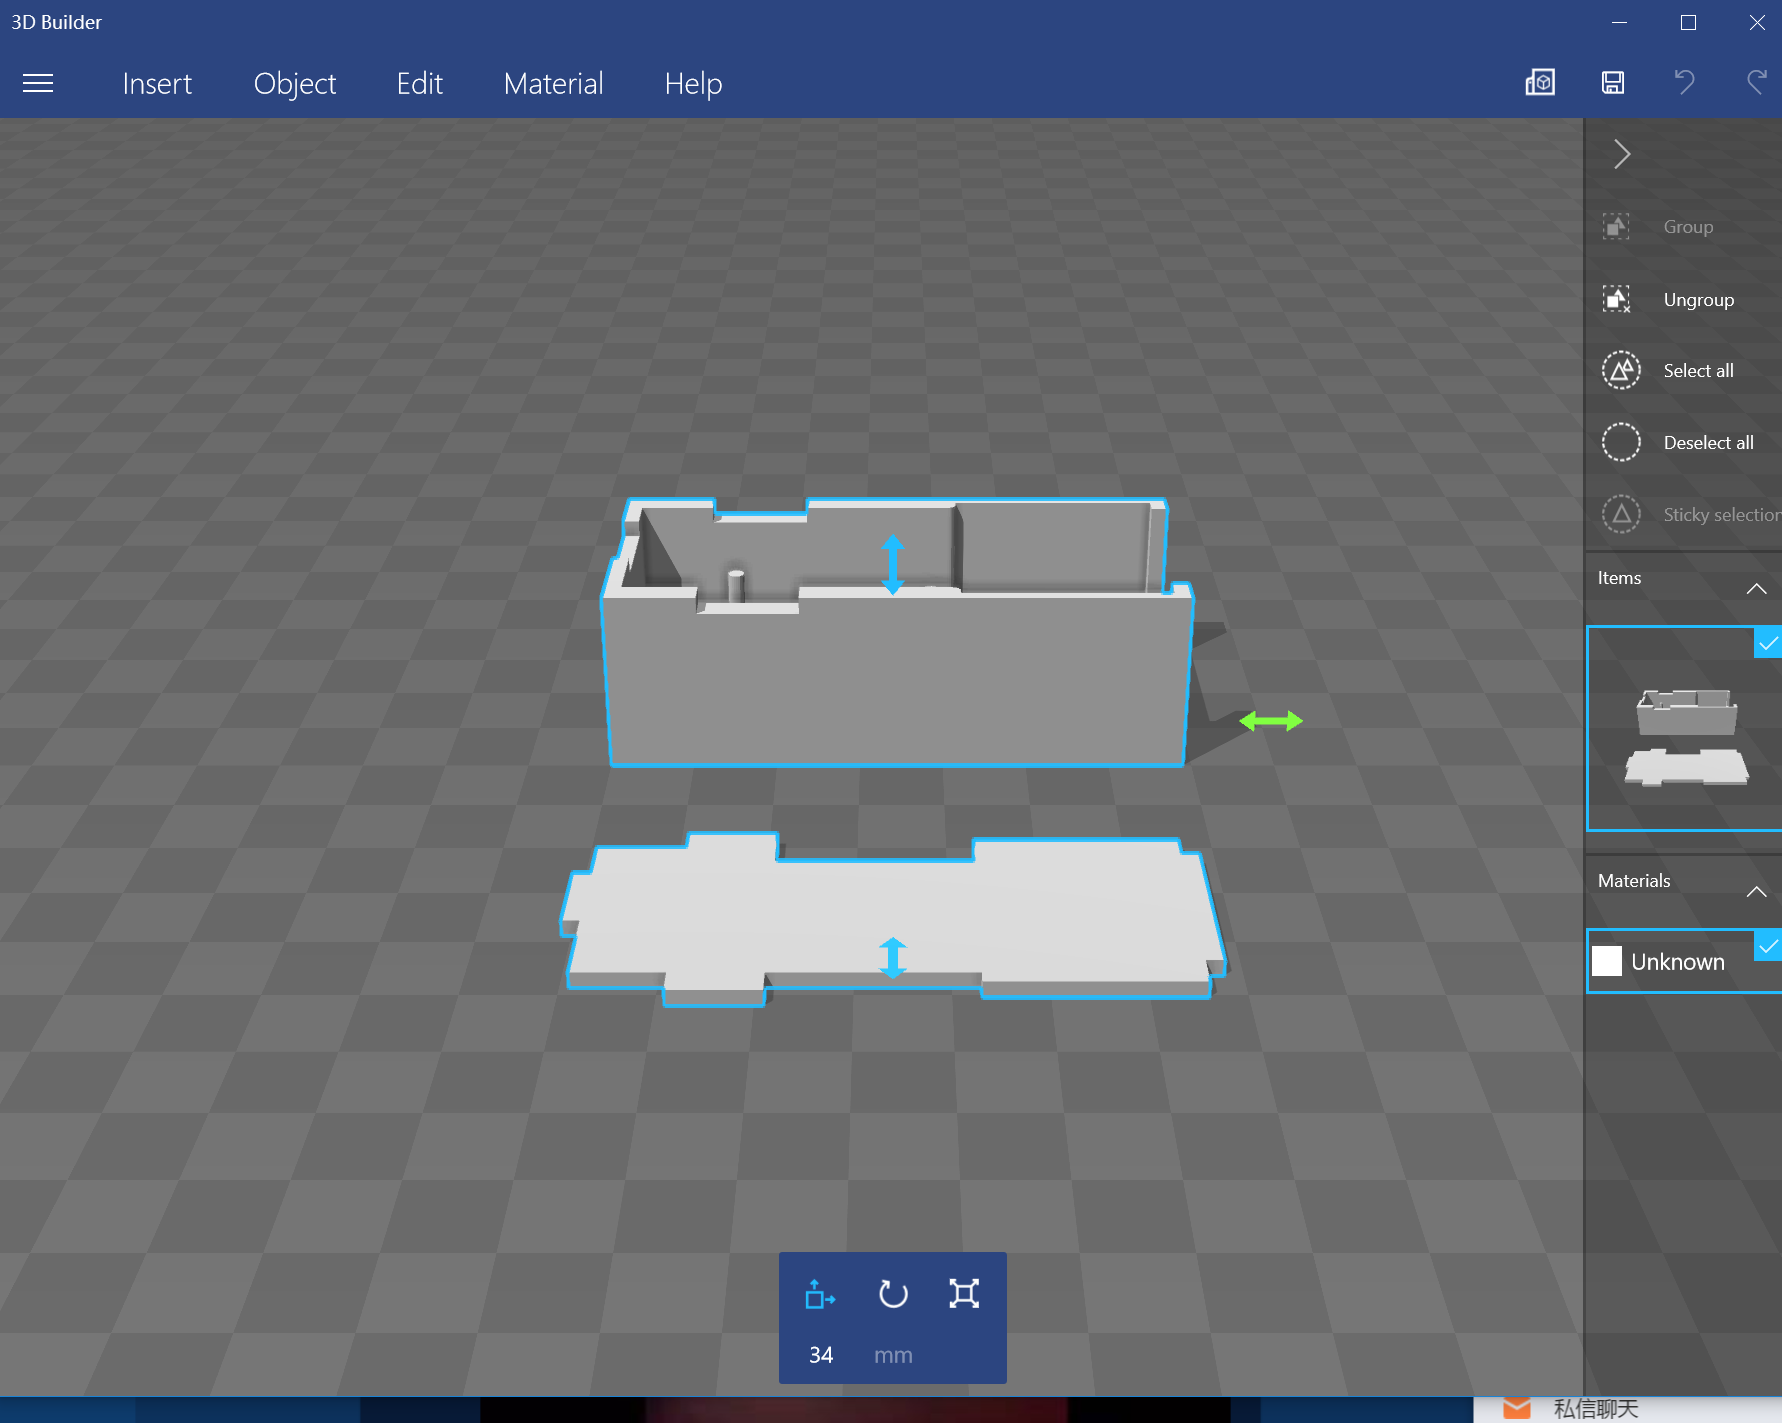 3D Builder
Insert Object Edit Material Help
Group
Ungroup
Select all
Deselect all
Sticky selection
Items
Materials
Unknown
34 mm
私信聊天